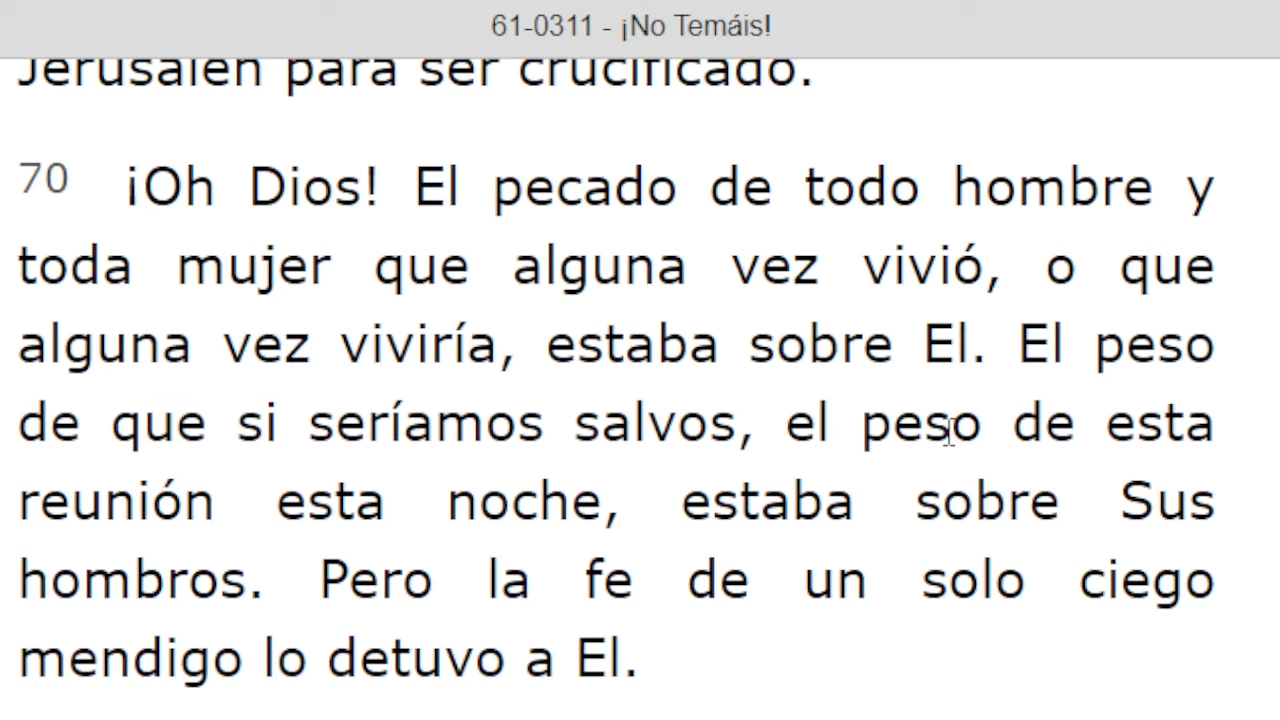 61-0311 - ¡No Temáis!
Jerusalén para ser crucificado.
70 ¡Oh Dios! El pecado de todo hombre y
toda mujer que alguna vez vivió, o que
alguna vez viviría, estaba sobre El. El peso
de que si seríamos salvos, el peso de esta
reunión esta noche, estaba sobre Sus
hombros. Pero la fe de un solo ciego
mendigo lo detuvo a El.